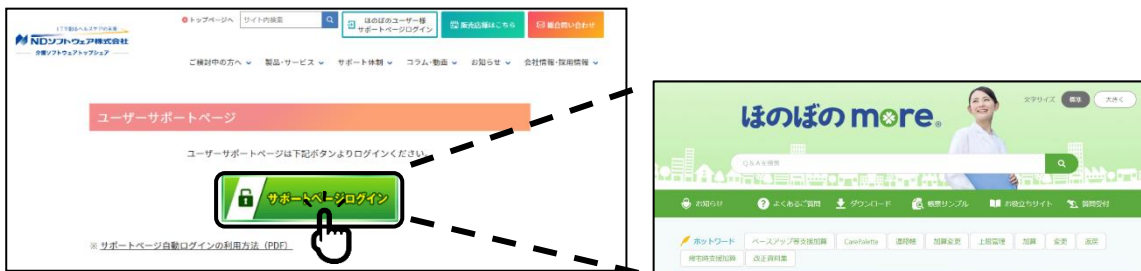 トップページへ
サイト内検索
ほのぼのユーザー様
サポートページログイン
販売店様はこちら
総合問い合わせ
NDソフトウェア株式会社
介護ソフトウェアトップシェア
ご検討中の方へ
製品・サービス
サポート体制
コラム・動画
お知らせ
会社情報・採用情報
ユーザーサポートページ
ユーザーサポートページは下記ボタンよりログインください。
サポートページログイン
※ サポートページ自動ログインの利用方法（PDF）
ほのぼのmore
文字サイズ 標準 大きく
Q&Aを検索
お知らせ
よくあるご質問
ダウンロード
帳票サンプル
お役立ちサイト
質問受付
ホットワード
ベースアップ等支援加算
CarePalette
連絡帳
加算変更
上限管理
加算
変更
返戻
帰宅時支援加算
改正資料集